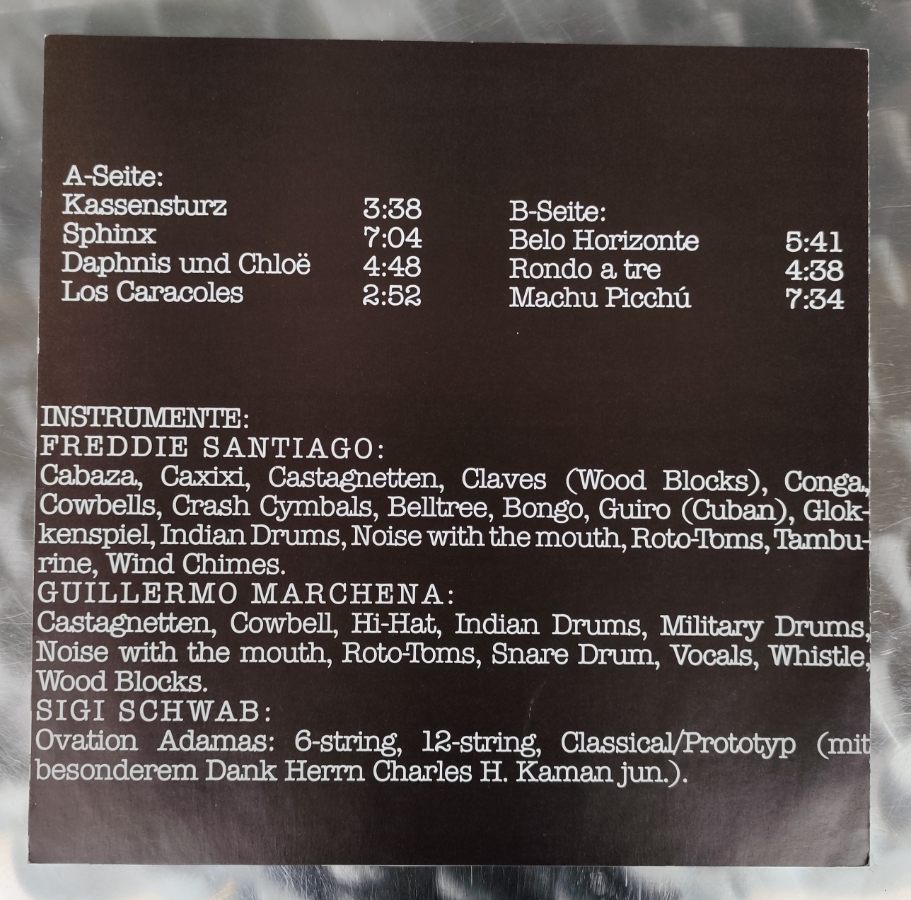 A-Seite:
Kassensturz 3:38
Sphinx 7:04
Daphnis und Chloë 4:48
Los Caracoles 2:52
B-Seite:
Belo Horizonte 5:41
Rondo a tre 4:38
Machu Picchú 7:34
INSTRUMENTE:
FREDDIE SANTIAGO:
Cabaza, Caxixi, Castagnetten, Claves (Wood Blocks), Conga,
Cowbells, Crash Cymbals, Belltree, Bongo, Guiro (Cuban), Glok-
kenspiel, Indian Drums, Noise with the mouth, Roto-Toms, Tambu-
rine, Wind Chimes.
GUILLERMO MARCHENA:
Castagnetten, Cowbell, Hi-Hat, Indian Drums, Military Drums,
Noise with the mouth, Roto-Toms, Snare Drum, Vocals, Whistle,
Wood Blocks.
SIGI SCHWAB:
Ovation Adamas: 6-string, 12-string, Classical/Prototyp (mit
besonderem Dank Herrn Charles H. Kaman jun.).